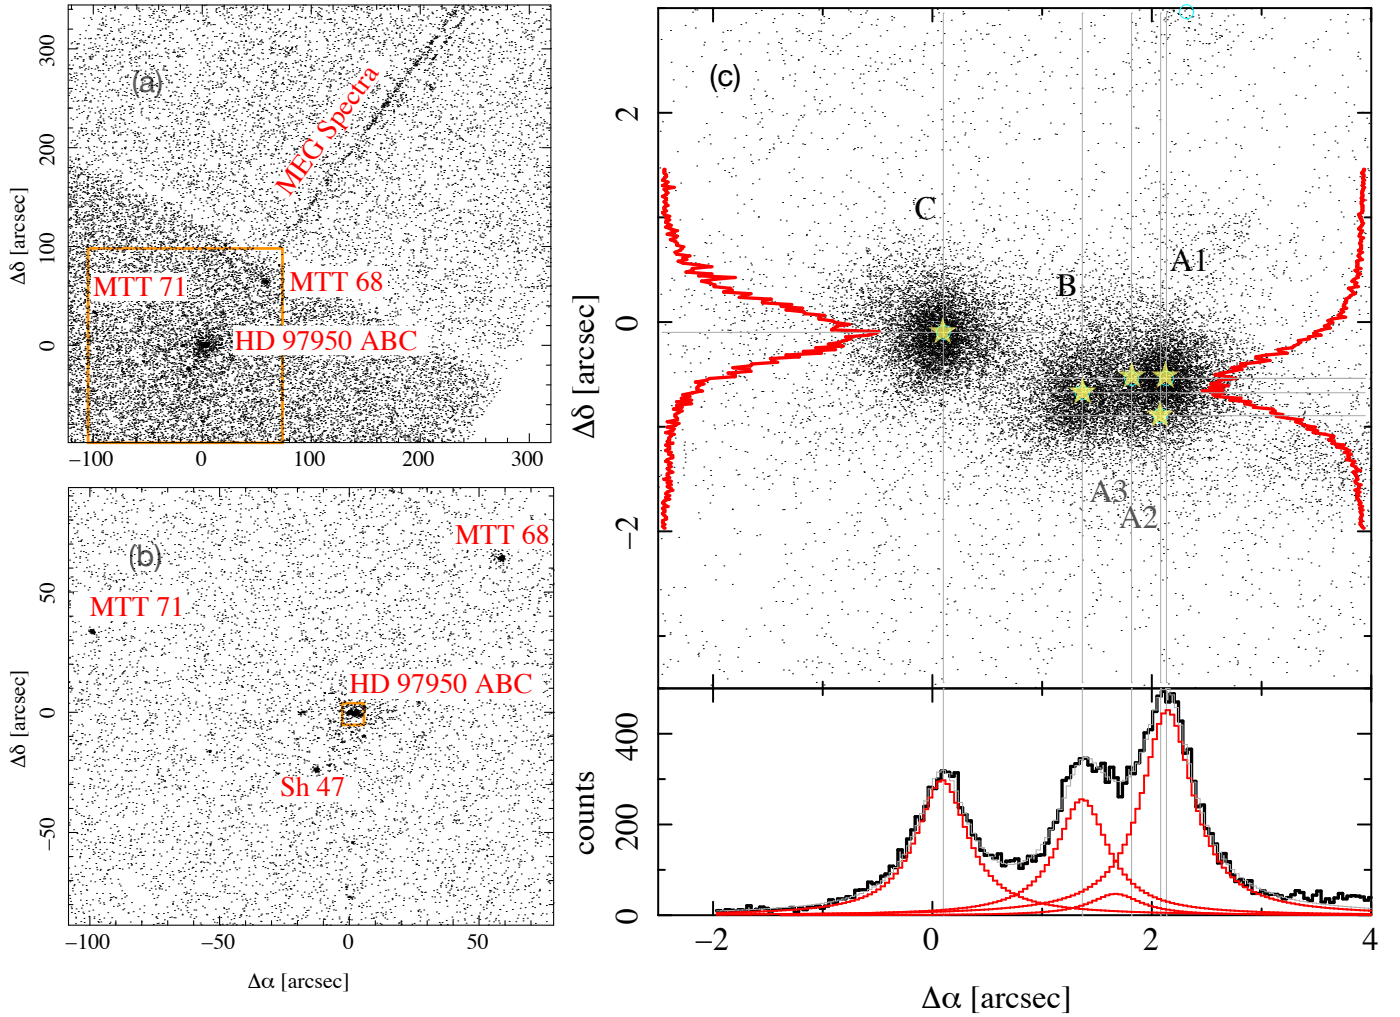 (a)
MEG Spectra
MTT 71
MTT 68
HD 97950 ABC
Δδ [arcsec]
300
200
100
0
−100
0
100
200
300
(b)
MTT 68
MTT 71
HD 97950 ABC
Sh 47
Δδ [arcsec]
50
0
−50
−100
−50
0
50
Δα [arcsec]
(c)
C
B
A1
A3
A2
Δδ [arcsec]
2
0
−2
counts
400
200
0
−2
0
2
4
Δα [arcsec]